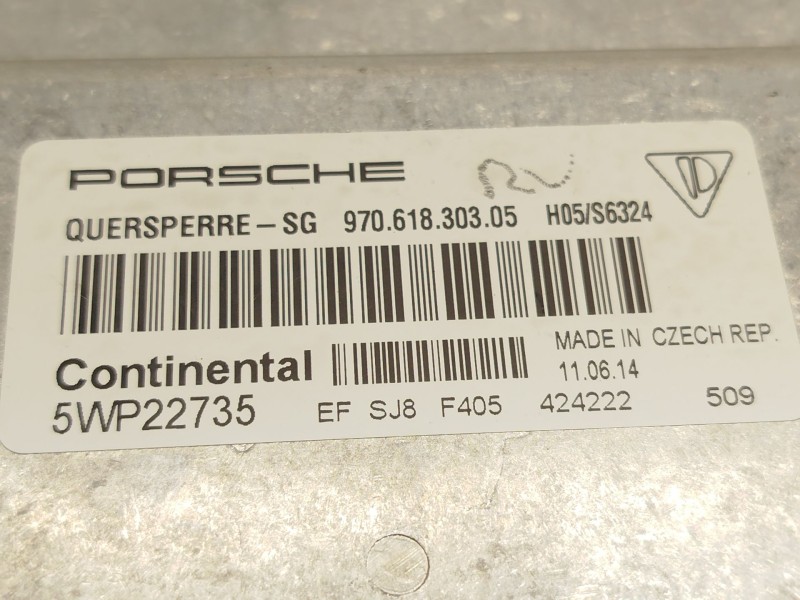 PORSCHE
QUERSPERRE-SG 970.618.303.05 H05/S6324
Continental
MADE IN CZECH REP.
11.06.14
5WP22735 EF SJ8 F405 424222 509